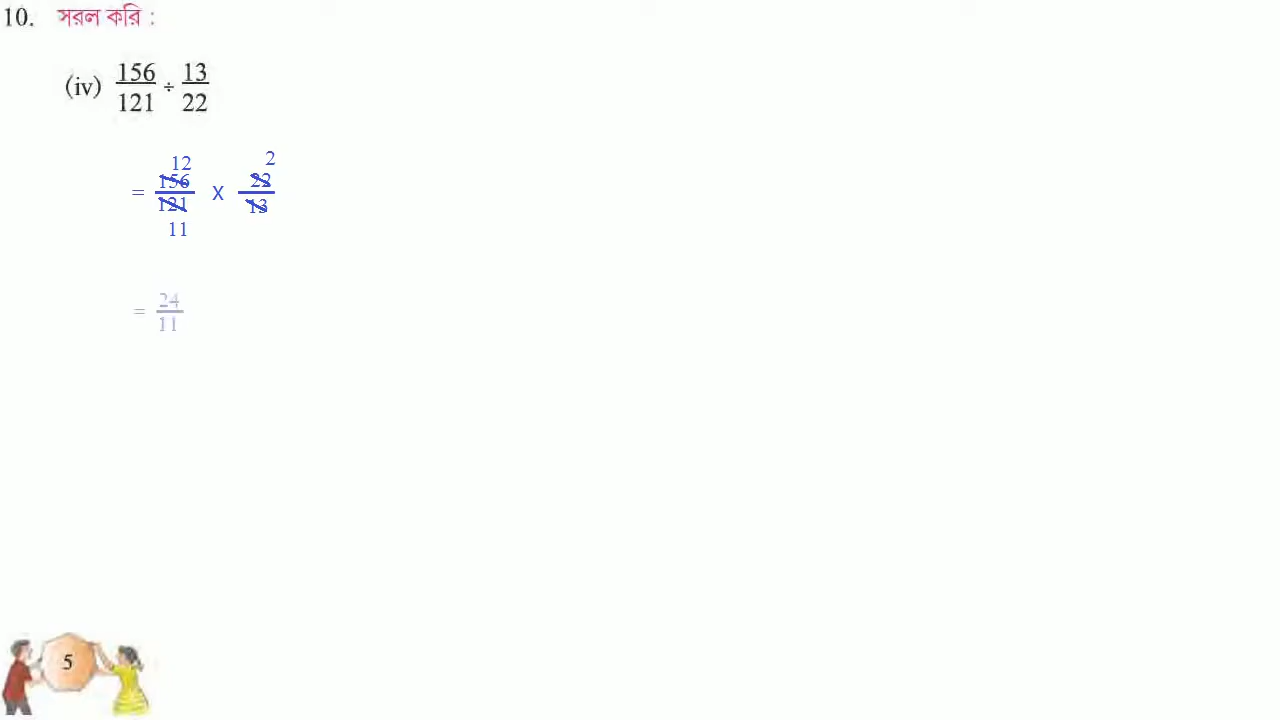 10. সরল করি :
(iv) 156/121 ÷ 13/22
12 2
= 156/121 X 22/13
11
= 24/11
5